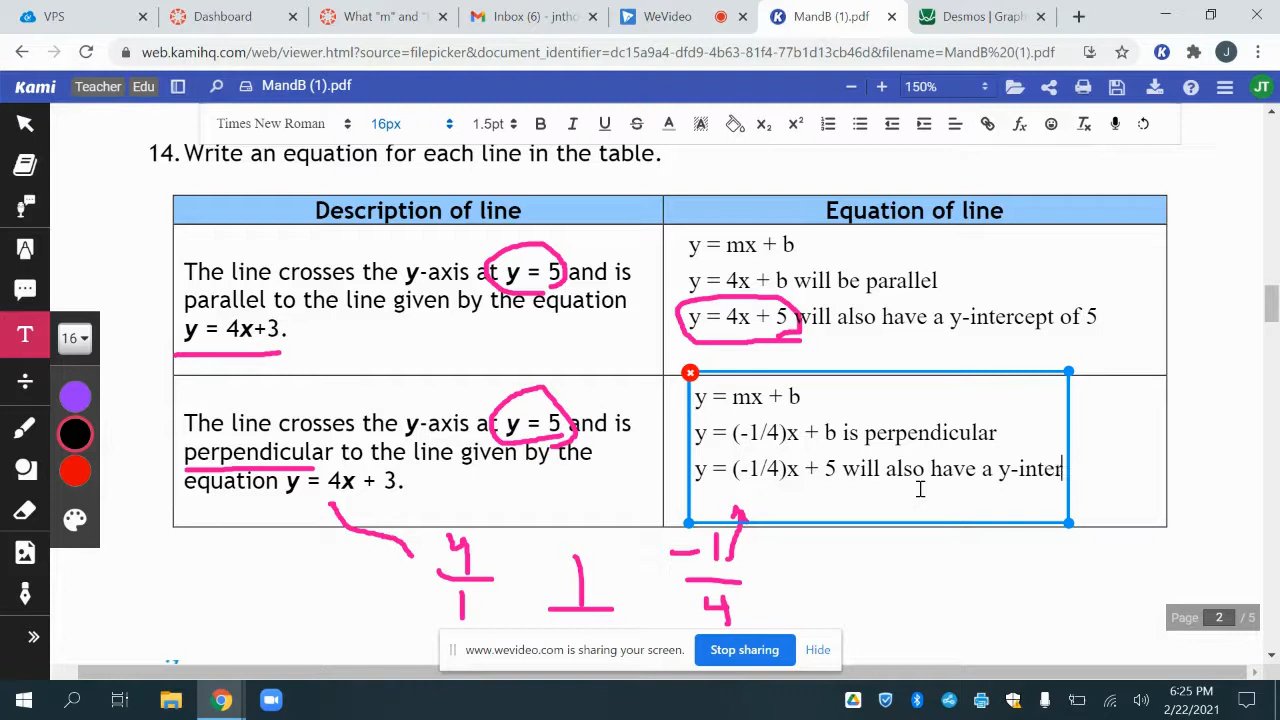 VPS
Dashboard
What "m" and "
Inbox (6) - jntho
WeVideo
MandB (1).pdf
Desmos | Graph
web.kamihq.com/web/viewer.html?source=filepicker&document_identifier=dc15a9a4-dfd9-4b63-81f4-77b1d13cb46d&filename=MandB%20(1).pdf
J
Kami Teacher Edu MandB (1).pdf 150% JT
Times New Roman 16px 1.5pt
14. Write an equation for each line in the table.
Description of line
Equation of line
The line crosses the y-axis at y = 5 and is
parallel to the line given by the equation
y = 4x+3.
y = mx + b
y = 4x + b will be parallel
y = 4x + 5 will also have a y-intercept of 5
The line crosses the y-axis at y = 5 and is
perpendicular to the line given by the
equation y = 4x + 3.
y = mx + b
y = (-1/4)x + b is perpendicular
y = (-1/4)x + 5 will also have a y-inter
16
4
1
-1
4
Page 2 / 5
www.wevideo.com is sharing your screen. Stop sharing Hide
6:25 PM
2/22/2021